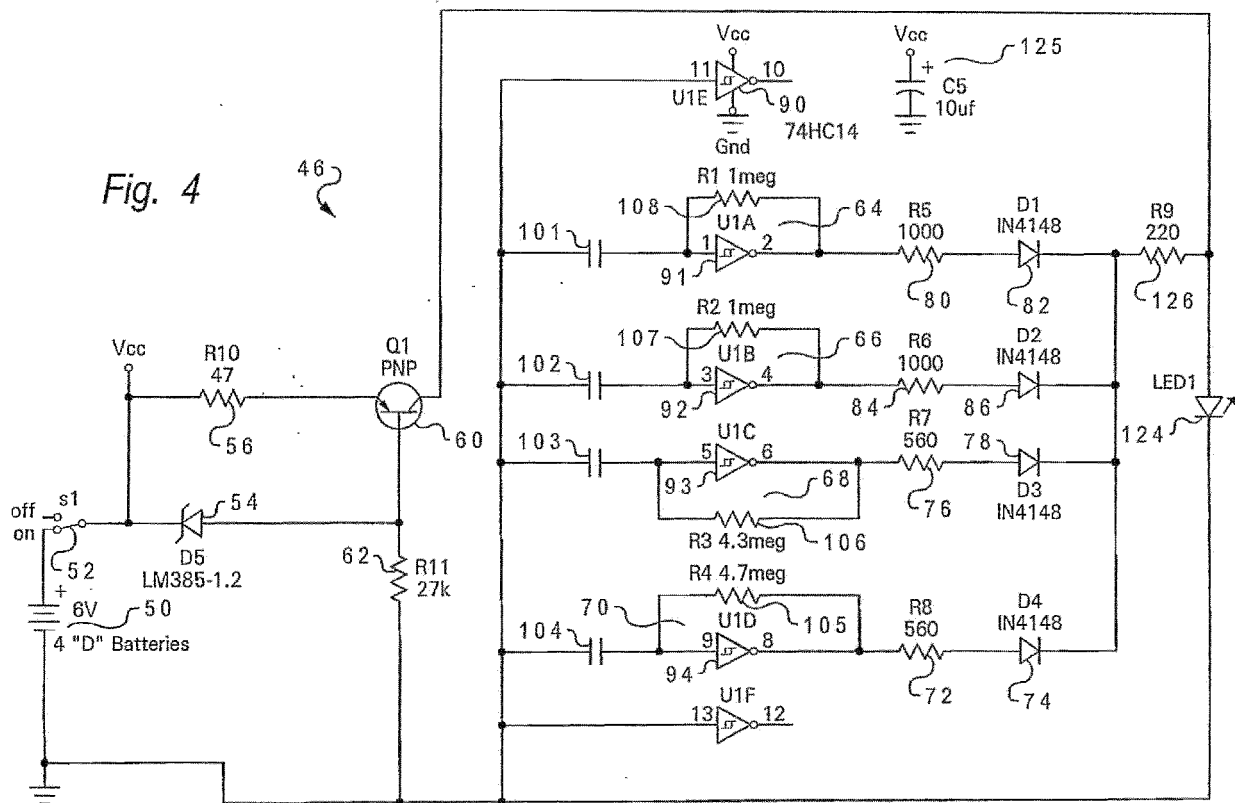 Vcc
Vcc
125
+
11
10
U1E
90
C5
10uf
74HC14
Gnd
Fig. 4
46
R1 1meg
108
64
U1A
R5
1000
D1
IN4148
R9
220
101
1
2
91
80
82
126
R2 1meg
107
66
U1B
R6
1000
D2
IN4148
102
3
4
92
84
86
Vcc
R10
47
Q1
PNP
LED1
56
60
124
103
U1C
R7
560
78
5
6
93
68
76
D3
IN4148
R3 4.3meg
106
s1
off
on
54
52
D5
LM385-1.2
62
R11
27k
+
6V
50
4 "D" Batteries
R4 4.7meg
70
105
U1D
R8
560
D4
IN4148
104
9
8
94
72
74
U1F
13
12